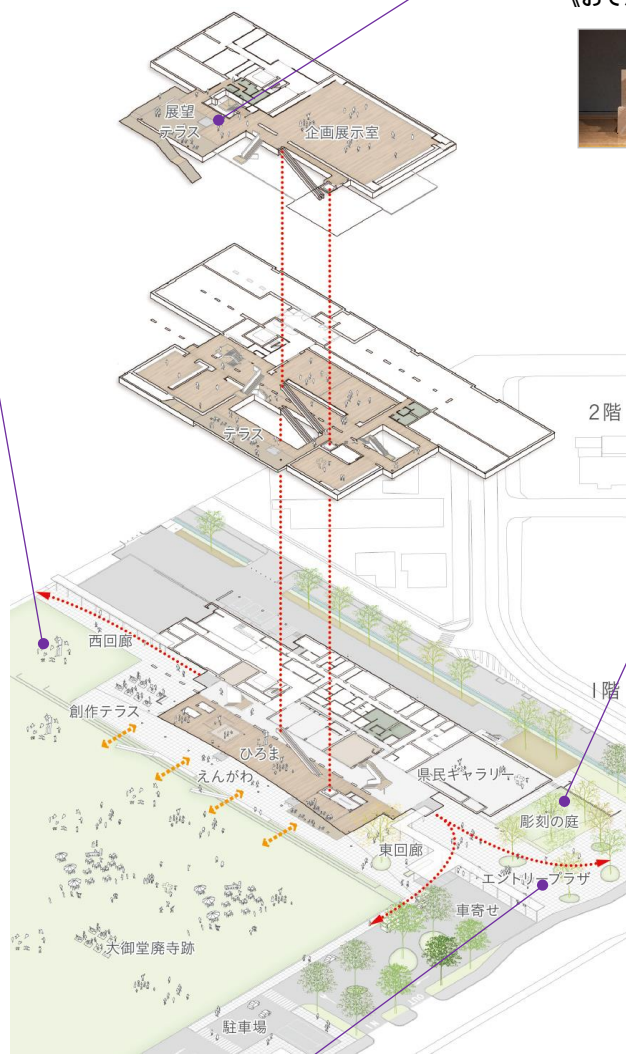 展望
テラス
企画展示室
テラス
2階
西回廊
1階
創作テラス
ひろま
えんがわ
県民ギャラリー
彫刻の庭
東回廊
エントリープラザ
車寄せ
大御堂廃寺跡
駐車場